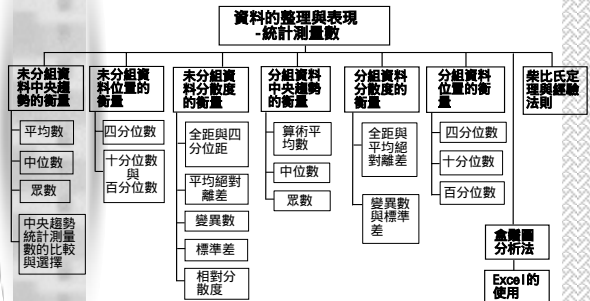 資料的整理與表現
-統計測量數
未分組資
料中央趨
勢的衡量
平均數
中位數
眾數
中央趨勢
統計測量
數的比較
與選擇
未分組資
料位置的
衡量
四分位數
十分位數
與
百分位數
未分組資
料分散度
的衡量
全距與四
分位距
平均絕對
離差
變異數
標準差
相對分
散度
分組資料
中央趨勢
的衡量
算術平
均數
中位數
眾數
分組資料
分散度的
衡量
全距與
平均絕
對離差
變異數
與標準
差
分組資料
位置的衡
量
四分位數
十分位數
百分位數
柴比氏定
理與經驗
法則
盒鬚圖
分析法
Excel的
使用